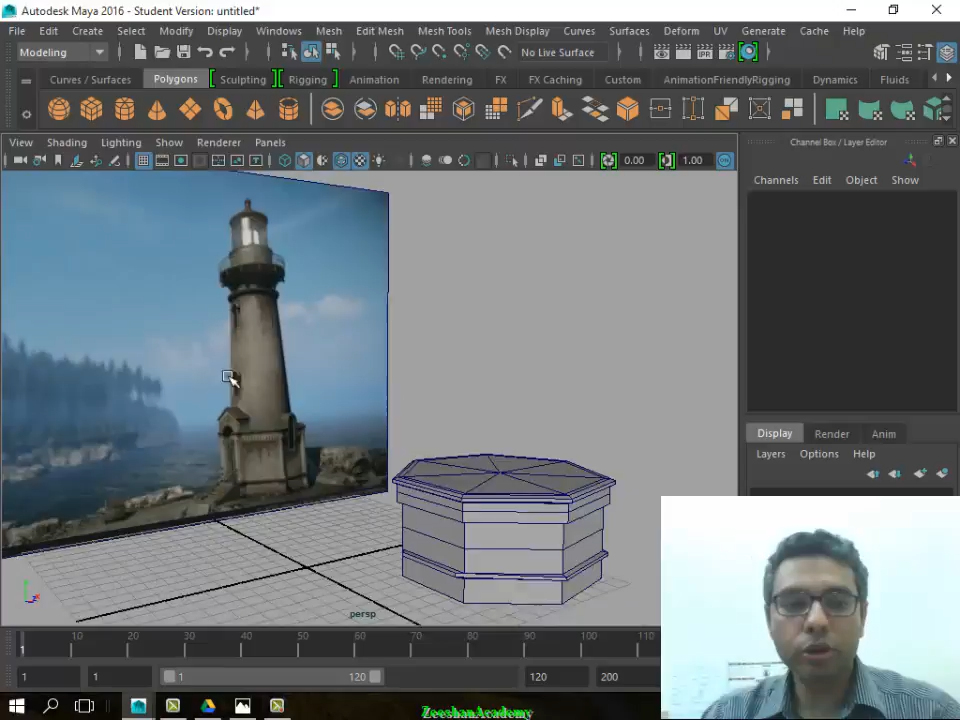 Autodesk Maya 2016 - Student Version: untitled*
File Edit Create Select Modify Display Windows Mesh Edit Mesh Mesh Tools Mesh Display Curves Surfaces Deform UV Generate Cache Help
Modeling No Live Surface
Curves / Surfaces Polygons Sculpting Rigging Animation Rendering FX FX Caching Custom AnimationFriendlyRigging Dynamics Fluids
View Shading Lighting Show Renderer Panels
Channel Box / Layer Editor
0.00 1.00
Channels Edit Object Show
persp
Display Render Anim
Layers Options Help
1 10 20 30 40 50 60 70 80 90 100 110
1 1 1 120 120 200
ZeeshanAcademy